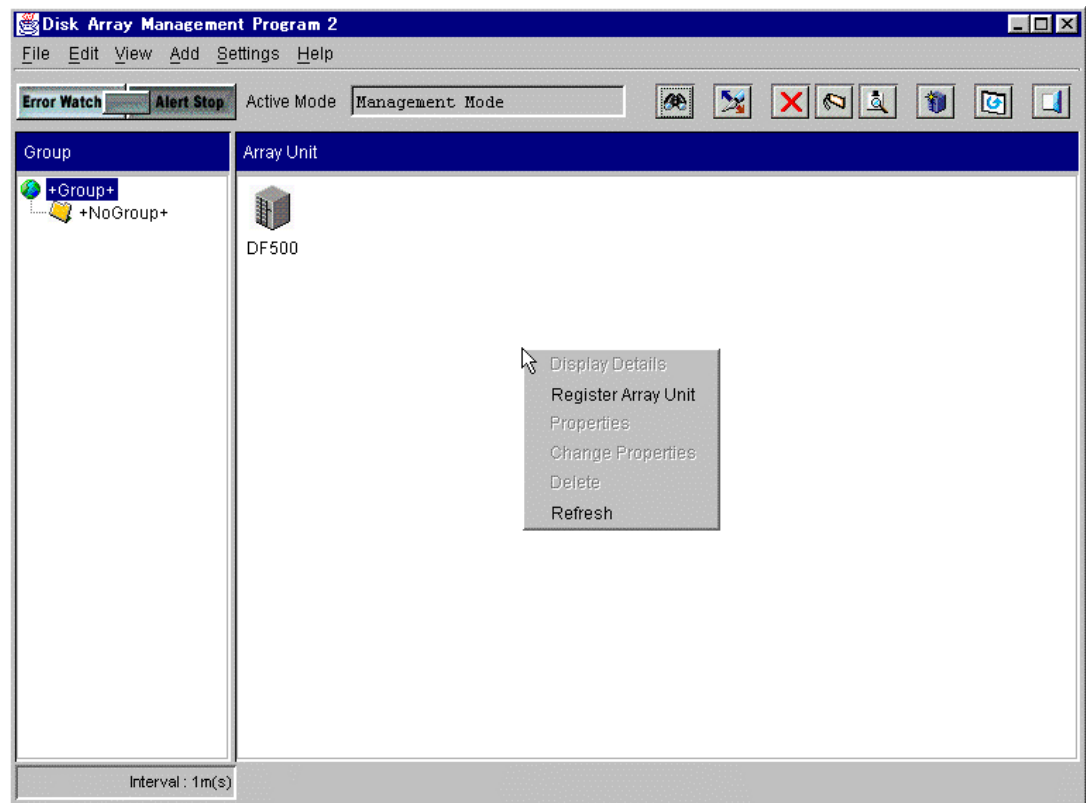 Disk Array Management Program 2
File Edit View Add Settings Help
Error Watch Alert Stop Active Mode Management Mode
Group
Array Unit
+Group+
+NoGroup+
DF500
Display Details
Register Array Unit
Properties
Change Properties
Delete
Refresh
Interval : 1m(s)